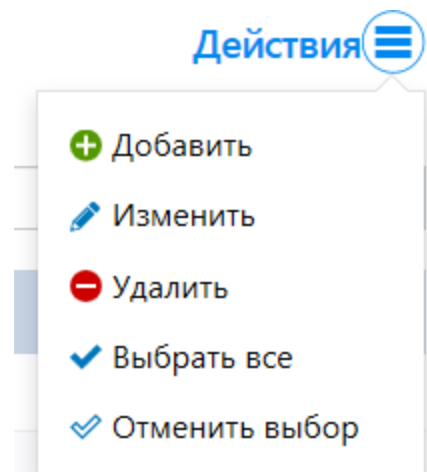 Действия
Добавить
Изменить
Удалить
Выбрать все
Отменить выбор